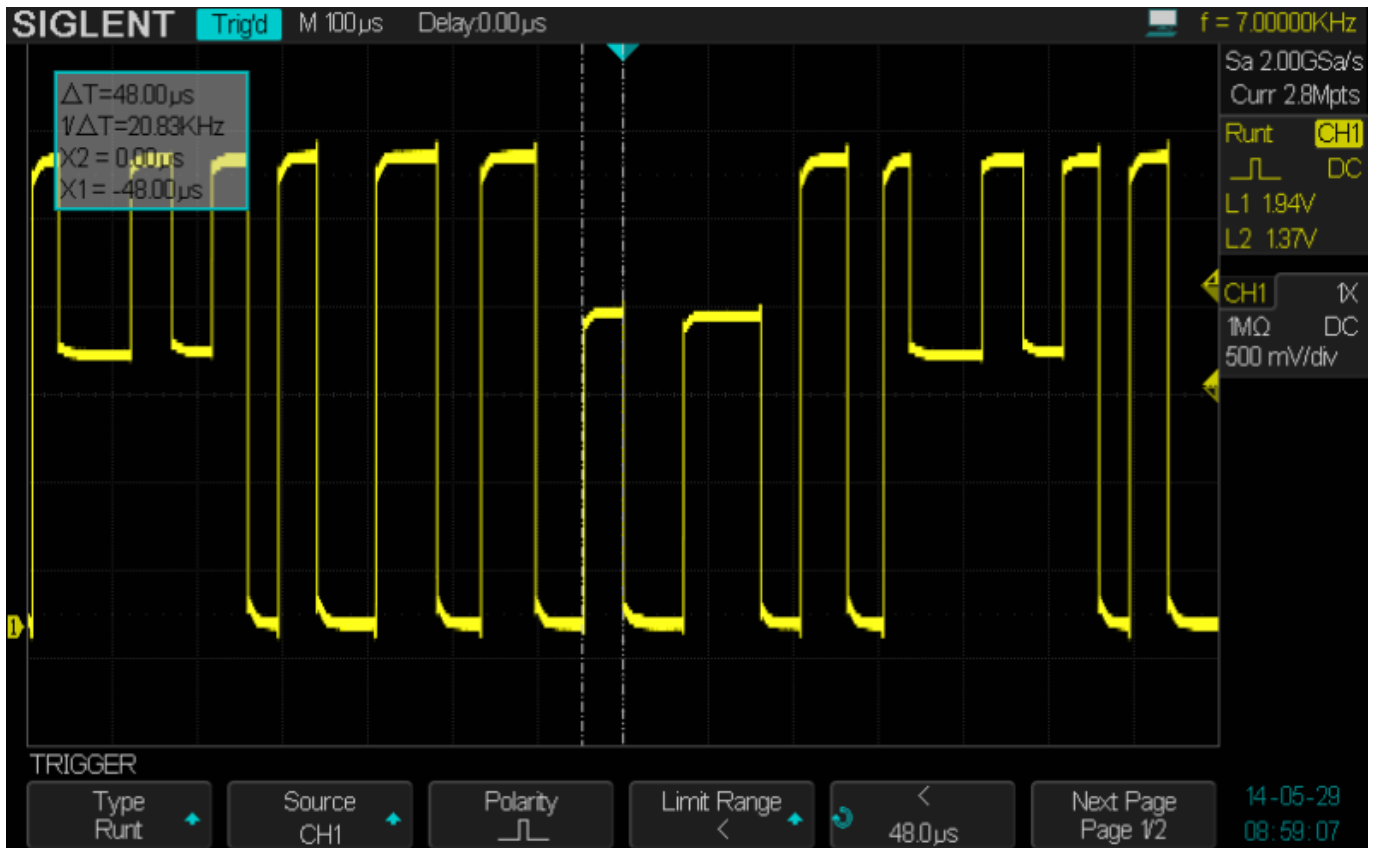 SIGLENT Trig'd M 100µs Delay:0.00µs f = 7.00000KHz
Sa 2.00GSa/s
Curr 2.8Mpts
△T=48.00µs
1/△T=20.83KHz
X2 = 0.00µs
X1 = -48.00µs
Runt CH1
DC
L1 1.94V
L2 1.37V
CH1 1X
1MΩ DC
500 mV/div
1
TRIGGER
Type Source Polarity Limit Range < Next Page 14-05-29
Runt CH1 < 48.0µs Page 1/2 08:59:07